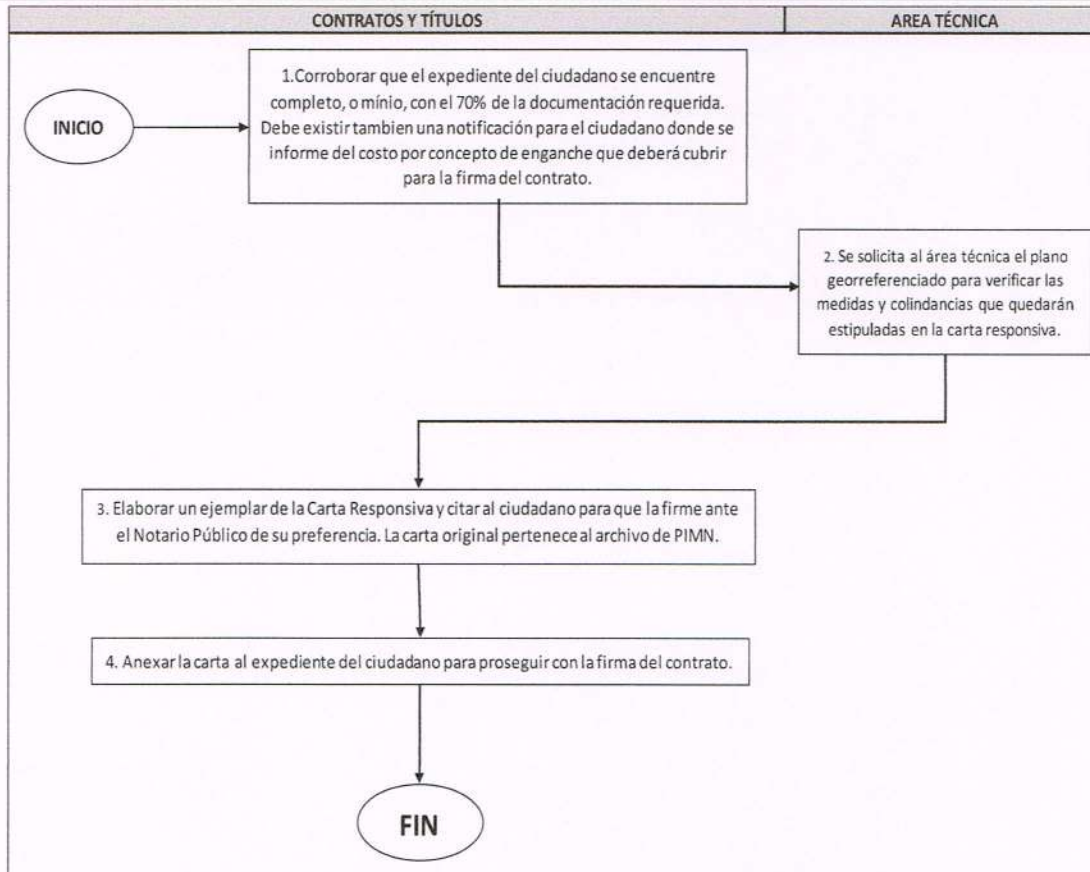 CONTRATOS Y TÍTULOS
AREA TÉCNICA
INICIO
1.Corroborar que el expediente del ciudadano se encuentre
completo, o mínio, con el 70% de la documentación requerida.
Debe existir tambien una notificación para el ciudadano donde se
informe del costo por concepto de enganche que deberá cubrir
para la firma del contrato.
2. Se solicita al área técnica el plano
georreferenciado para verificar las
medidas y colindancias que quedarán
estipuladas en la carta responsiva.
3. Elaborar un ejemplar de la Carta Responsiva y citar al ciudadano para que la firme ante
el Notario Público de su preferencia. La carta original pertenece al archivo de PIMN.
4. Anexar la carta al expediente del ciudadano para proseguir con la firma del contrato.
FIN